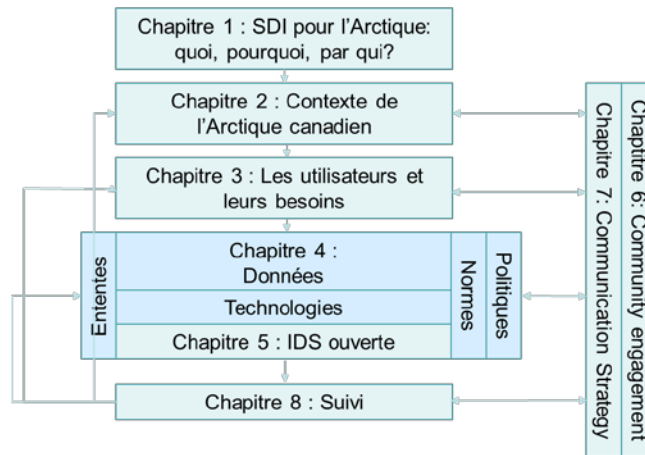 Chapitre 1 : SDI pour l'Arctique:
quoi, pourquoi, par qui?
Chapitre 2 : Contexte de
l'Arctique canadien
Chapitre 3 : Les utilisateurs et
leurs besoins
Ententes
Chapitre 4 :
Données
Technologies
Chapitre 5 : IDS ouverte
Normes
Politiques
Chapitre 8 : Suivi
Chapitre 7: Communication Strategy
Chaptitre 6: Community engagement